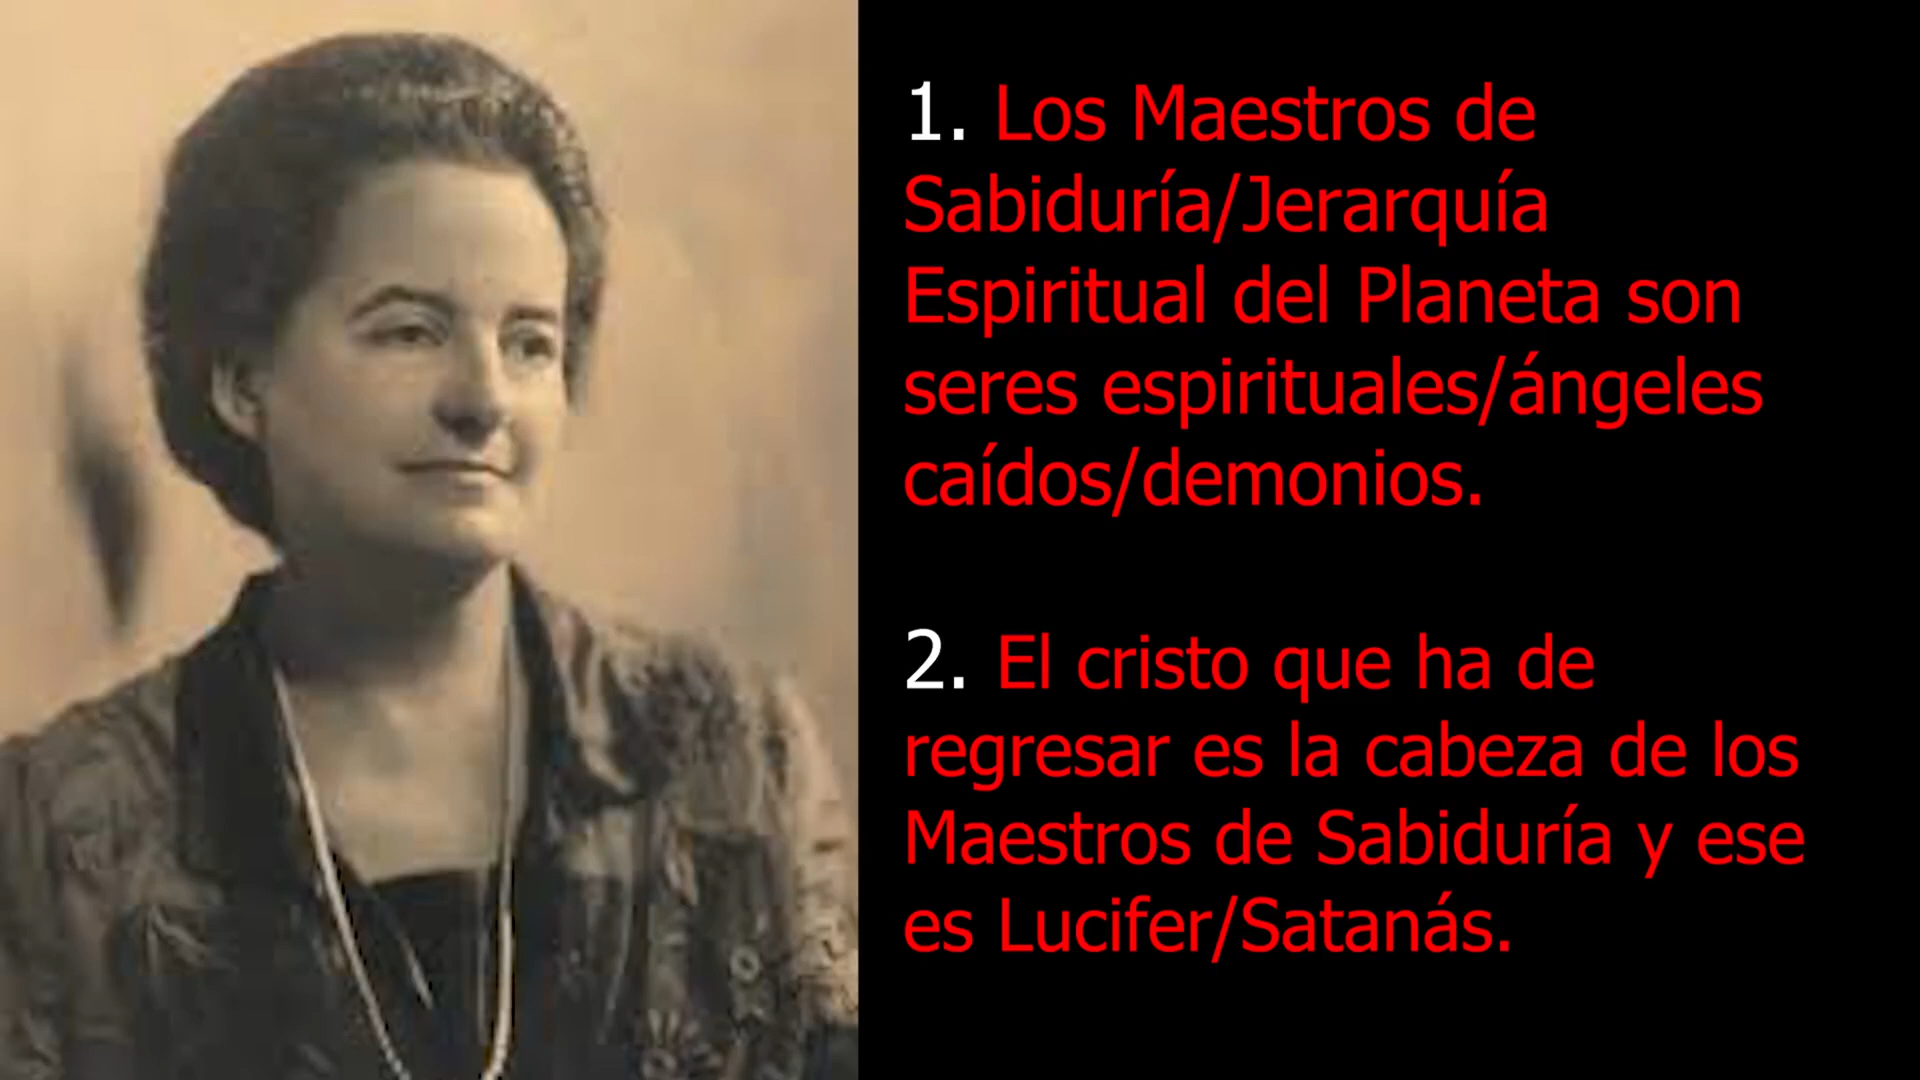 1. Los Maestros de
Sabiduría/Jerarquía
Espiritual del Planeta son
seres espirituales/ángeles
caídos/demonios.
2. El cristo que ha de
regresar es la cabeza de los
Maestros de Sabiduría y ese
es Lucifer/Satanás.